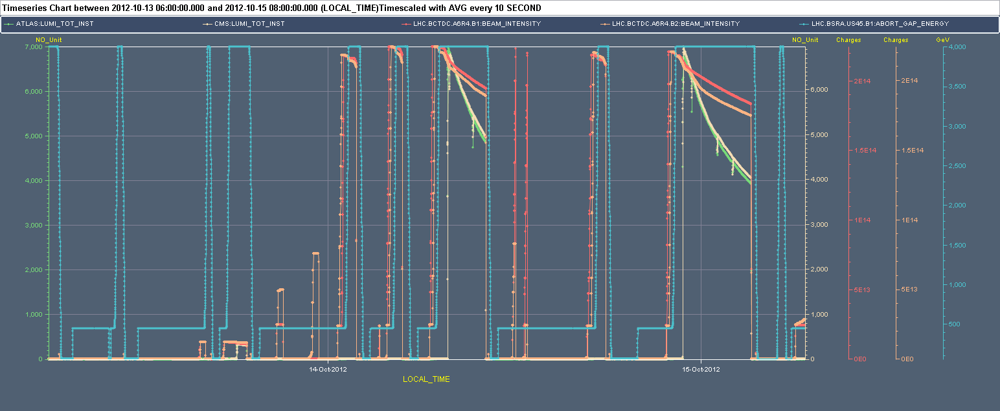 Timeseries Chart between 2012-10-13 06:00:00.000 and 2012-10-15 08:00:00.000 (LOCAL_TIME)Timescaled with AVG every 10 SECOND
ATLAS:LUMI_TOT_INST CMS:LUMI_TOT_INST LHC.BCTDC.A6R4.B1:BEAM_INTENSITY LHC.BCTDC.A6R4.B2:BEAM_INTENSITY LHC.BSRA.US45.B1:ABORT_GAP_ENERGY
NO_Unit NO_Unit Charges Charges GeV
7,000 4,000
6,000 6,000 2E14 2E14 3,500
5,000 5,000 1.5E14 1.5E14 3,000
4,000 4,000 2,500
3,000 3,000 1E14 1E14 2,000
2,000 2,000 5E13 5E13 1,500
1,000 1,000 1,000
500
0 0 0E0 0E0
14-Oct-2012 15-Oct-2012
LOCAL_TIME